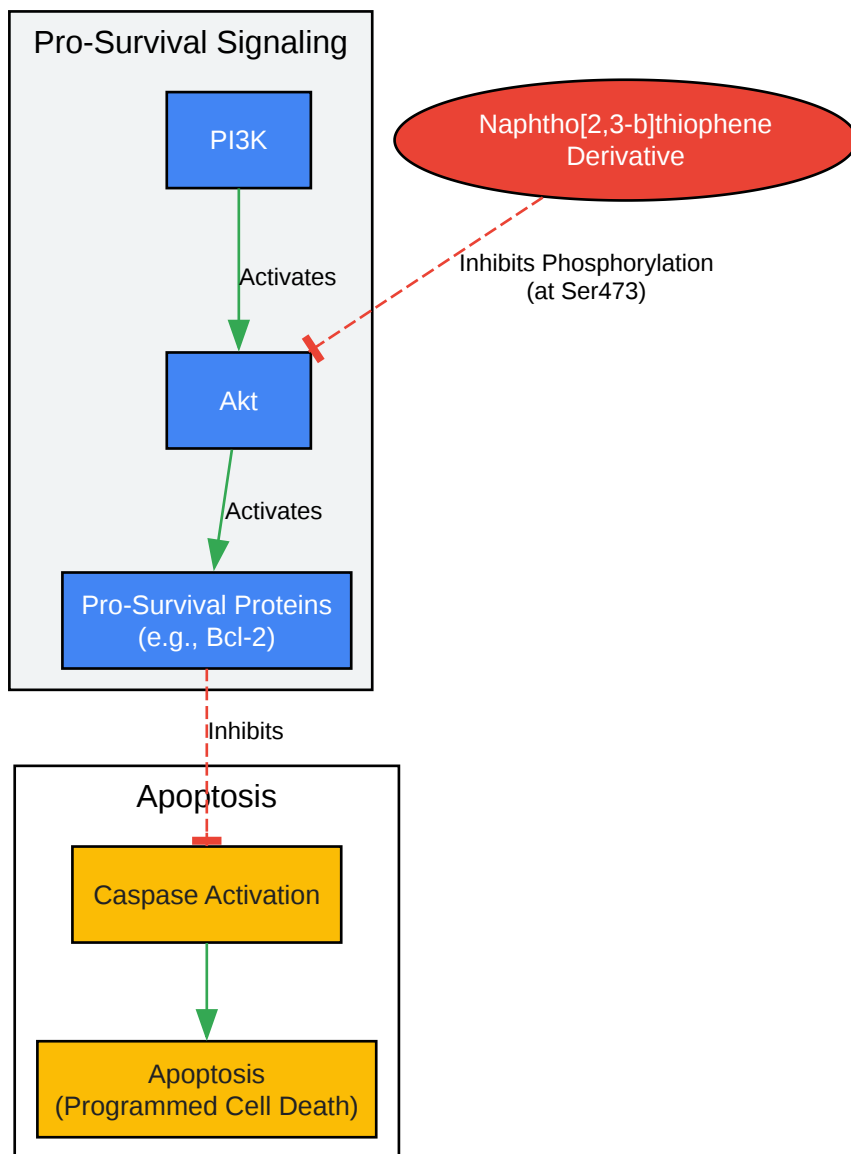 Pro-Survival Signaling
PI3K
Naphtho[2,3-b]thiophene
Derivative
Activates
Inhibits Phosphorylation
(at Ser473)
Akt
Activates
Pro-Survival Proteins
(e.g., Bcl-2)
Inhibits
Apoptosis
Caspase Activation
Apoptosis
(Programmed Cell Death)